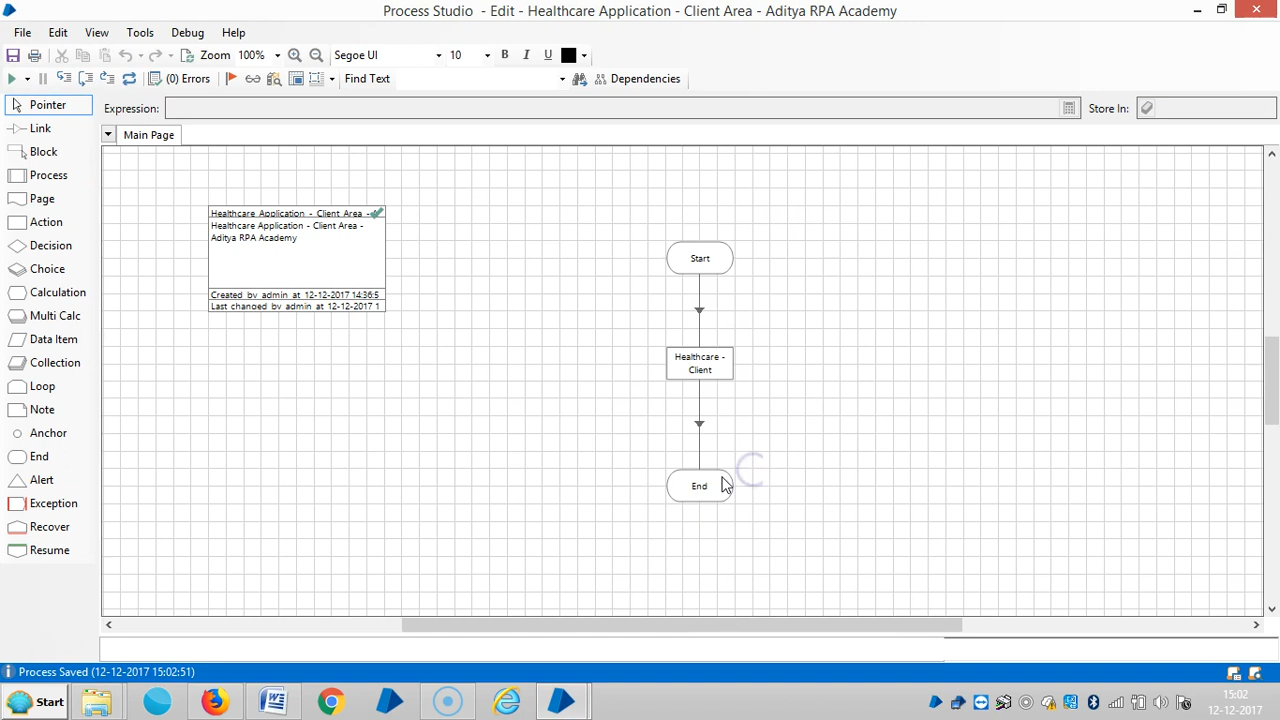 Process Studio - Edit - Healthcare Application - Client Area - Aditya RPA Academy
File Edit View Tools Debug Help
Zoom 100% Segoe UI 10 B I U
(0) Errors Find Text Dependencies
Pointer Expression: Store In:
Link
Main Page
Block
Process
Page
Action
Decision
Choice
Calculation
Multi Calc
Data Item
Collection
Loop
Note
Anchor
End
Alert
Exception
Recover
Resume
Healthcare Application - Client Area -
Healthcare Application - Client Area -
Aditya RPA Academy
Created by admin at 12-12-2017 14:36:5
Last changed by admin at 12-12-2017 1
Start
Healthcare -
Client
End
Process Saved (12-12-2017 15:02:51)
Start
15:02
12-12-2017